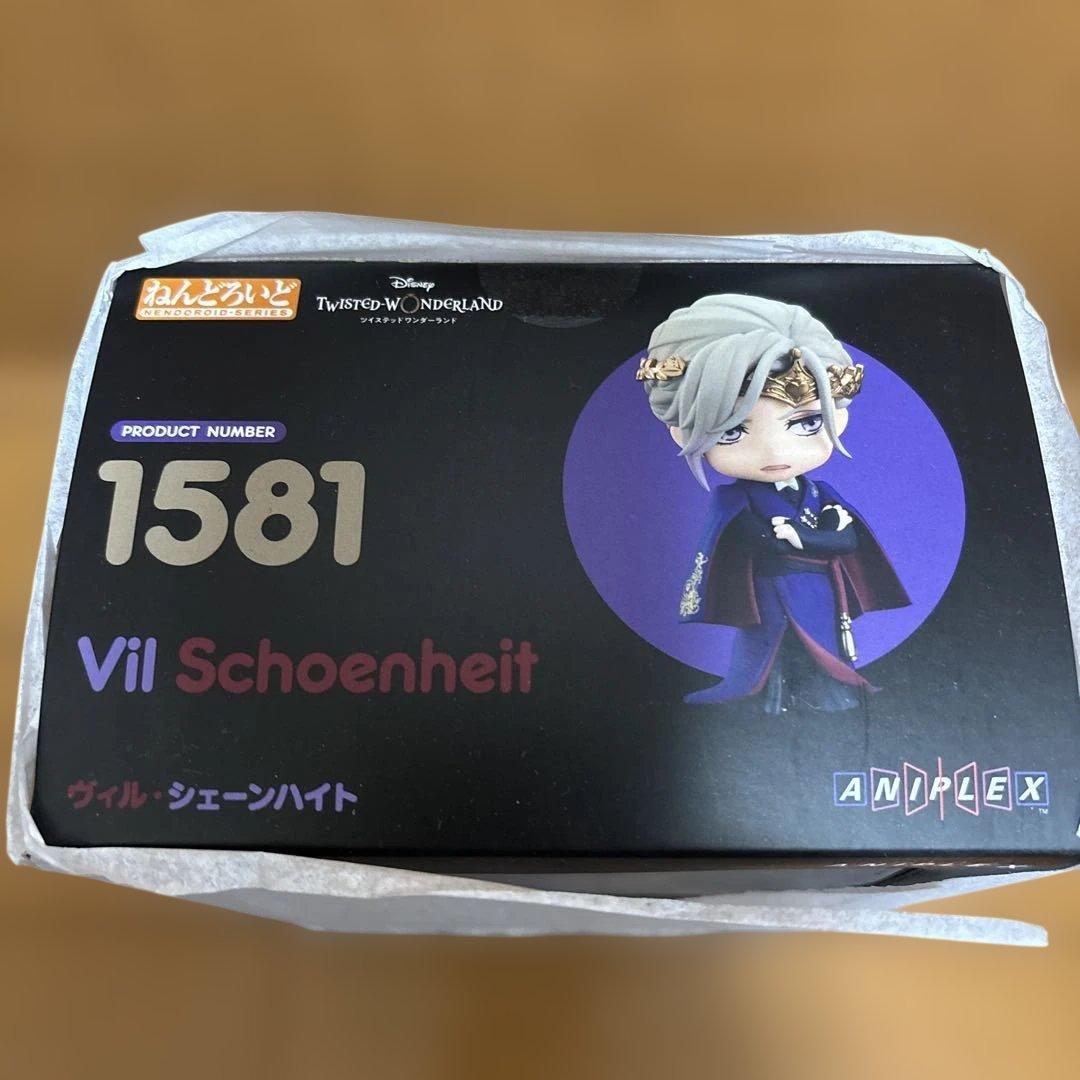 ねんどろいど
NENDOROID-SERIES
Disney
TWISTED-WONDERLAND
ツイステッドワンダーランド
PRODUCT NUMBER
1581
Vil Schoenheit
ヴィル・シェーンハイト
ANIPLEX
TM